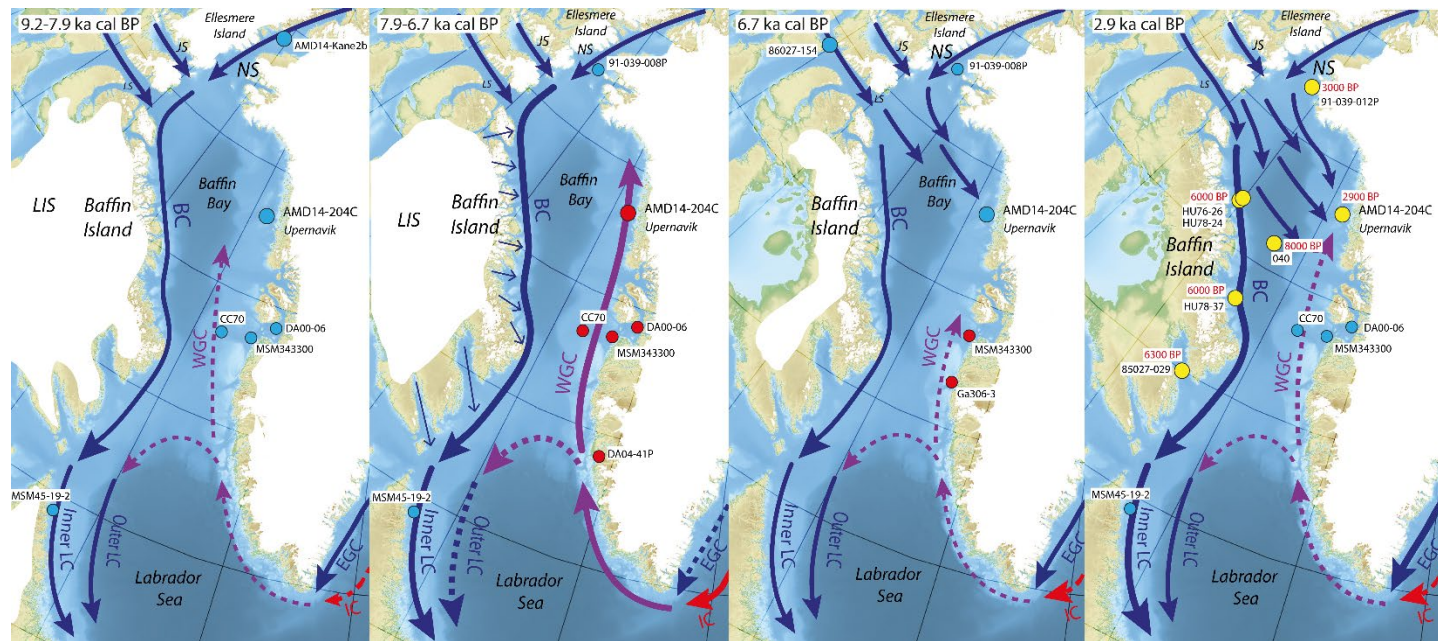 9.2-7.9 ka cal BP
Ellesmere
Island
JS
AMD14-Kane2b
NS
LS
LIS
Baffin
Island
BC
Baffin
Bay
AMD14-204C
Upernavik
WGC
CC70
DA00-06
MSM343300
MSM45-19-2
Inner LC
Outer LC
Labrador
Sea
EGC
IC
7.9-6.7 ka cal BP
Ellesmere
Island
JS
NS
91-039-008P
LS
LIS
Baffin
Island
BC
Baffin
Bay
AMD14-204C
Upernavik
CC70
DA00-06
MSM343300
WGC
DA04-41P
MSM45-19-2
Inner LC
Outer LC
Labrador
Sea
EGC
IC
6.7 ka cal BP
Ellesmere
Island
86027-154
JS
NS
91-039-008P
LS
Baffin
Island
BC
Baffin
Bay
AMD14-204C
Upernavik
WGC
MSM343300
Ga306-3
Inner LC
Outer LC
Labrador
Sea
EGC
IC
2.9 ka cal BP
Ellesmere
Island
JS
NS
3000 BP
91-039-012P
LS
Baffin
Bay
6000 BP
HU76-26
HU78-24
2900 BP
AMD14-204C
Upernavik
8000 BP
040
Baffin
Island
6000 BP
HU78-37
BC
CC70
DA00-06
MSM343300
6300 BP
85027-029
WGC
MSM45-19-2
Inner LC
Outer LC
Labrador
Sea
EGC
IC